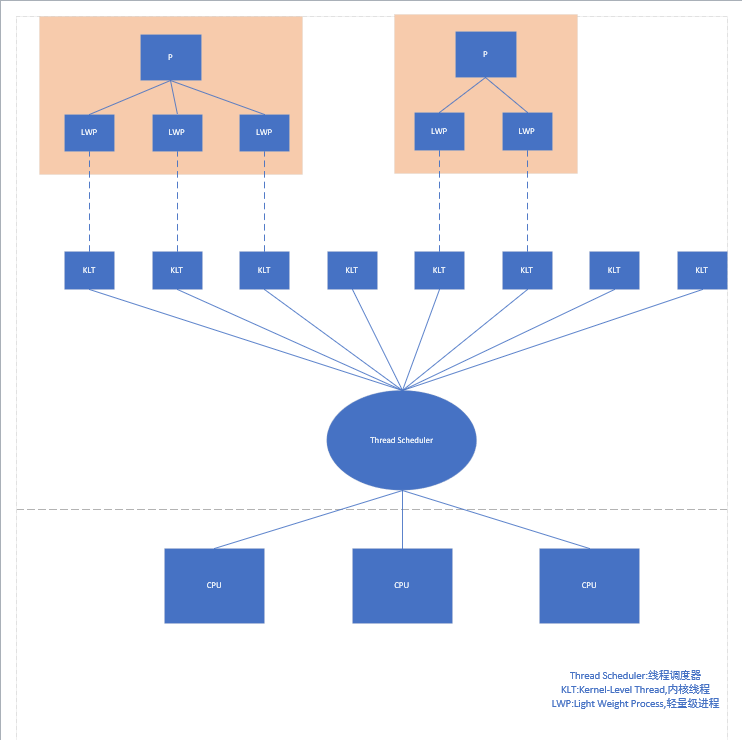 P
P
LWP
LWP
LWP
LWP
LWP
KLT
KLT
KLT
KLT
KLT
KLT
KLT
KLT
Thread Scheduler
CPU
CPU
CPU
Thread Scheduler:线程调度器
KLT:Kernel-Level Thread,内核线程
LWP:Light Weight Process,轻量级进程